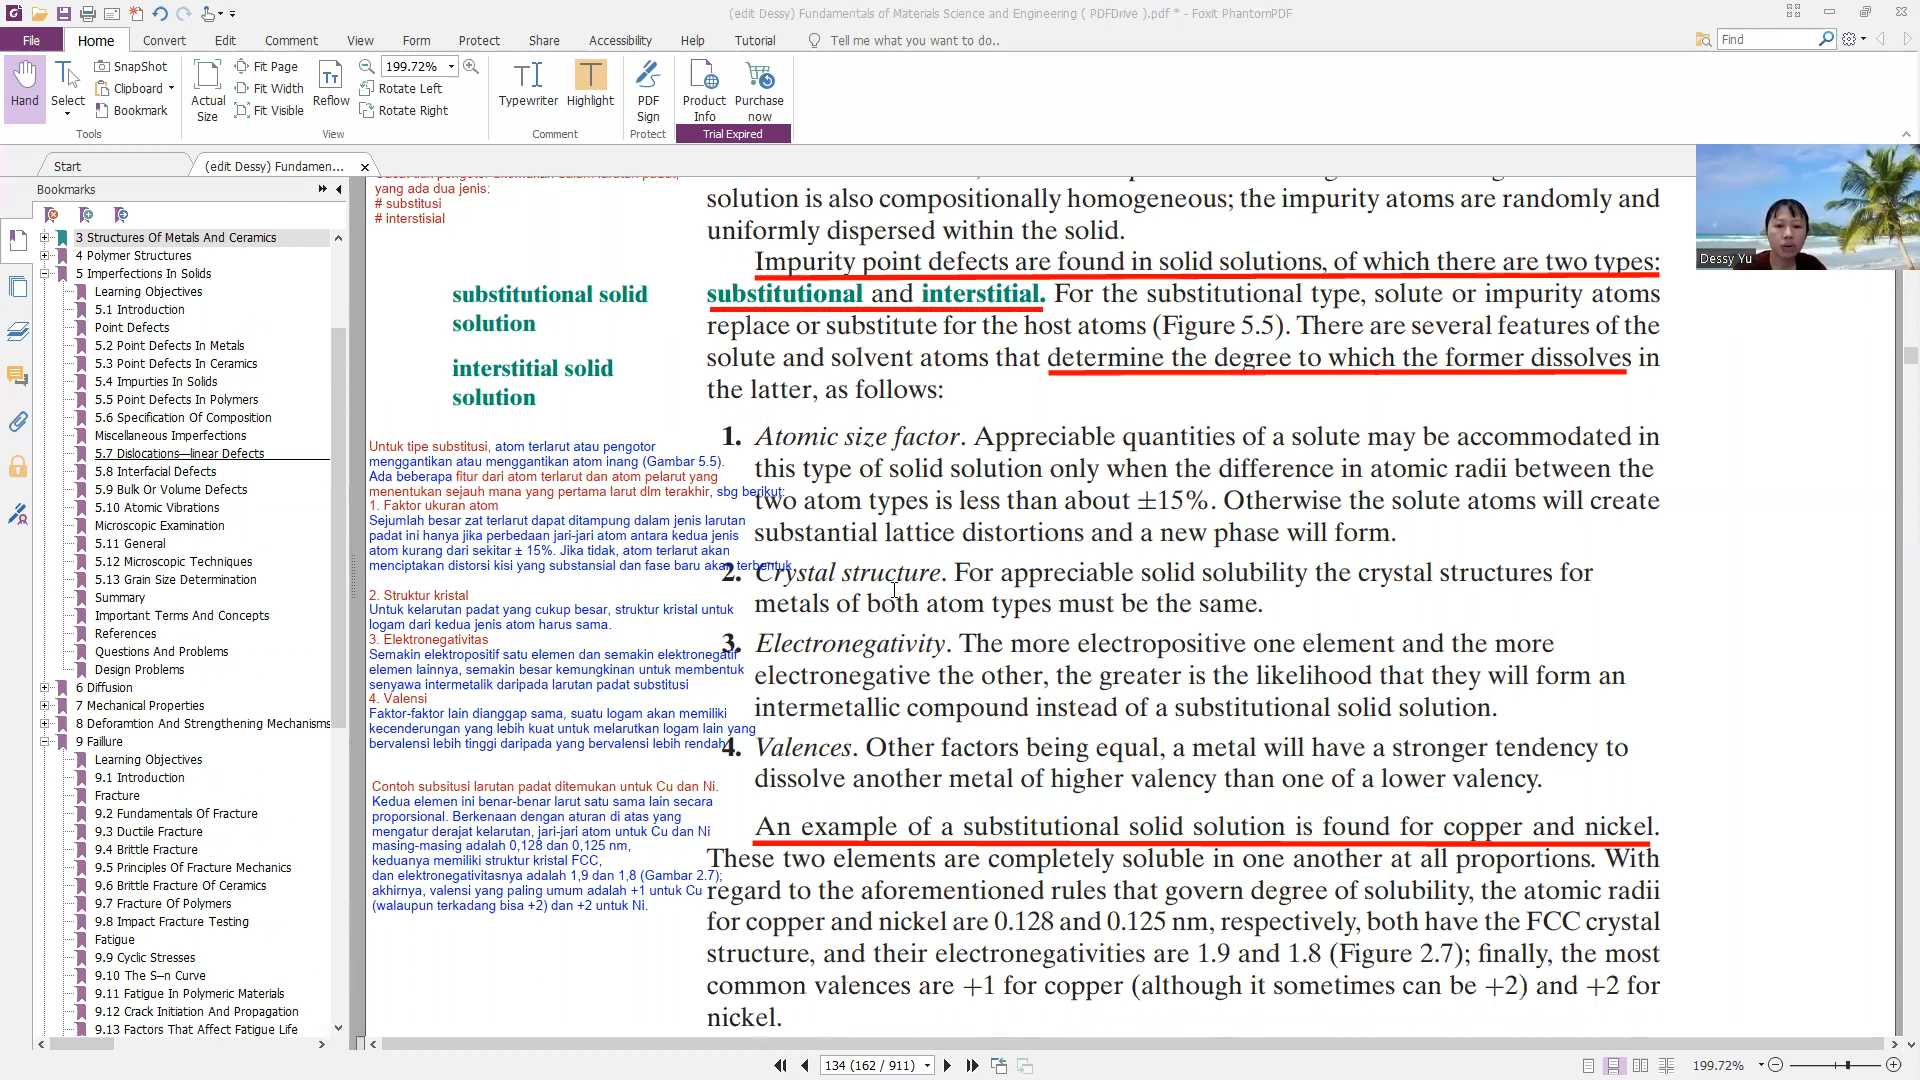 (edit Dessy) Fundamentals of Materials Science and Engineering ( PDFDrive ).pdf * - Foxit PhantomPDF
File Home Convert Edit Comment View Form Protect Share Accessibility Help Tutorial Tell me what you want to do.. Find
Hand
Select
SnapShot
Clipboard
Bookmark
Tools
Actual Size
Fit Page
Fit Width
Fit Visible
Reflow
199.72%
Rotate Left
Rotate Right
View
Typewriter
Highlight
Comment
PDF Sign
Protect
Product Info
Purchase now
Trial Expired
Start
(edit Dessy) Fundamen...
Bookmarks
3 Structures Of Metals And Ceramics
4 Polymer Structures
5 Imperfections In Solids
Learning Objectives
5.1 Introduction
Point Defects
5.2 Point Defects In Metals
5.3 Point Defects In Ceramics
5.4 Impurties In Solids
5.5 Point Defects In Polymers
5.6 Specification Of Composition
Miscellaneous Imperfections
5.7 Dislocations—linear Defects
5.8 Interfacial Defects
5.9 Bulk Or Volume Defects
5.10 Atomic Vibrations
Microscopic Examination
5.11 General
5.12 Microscopic Techniques
5.13 Grain Size Determination
Summary
Important Terms And Concepts
References
Questions And Problems
Design Problems
6 Diffusion
7 Mechanical Properties
8 Deforamtion And Strengthening Mechanisms
9 Faillure
Learning Objectives
9.1 Introduction
Fracture
9.2 Fundamentals Of Fracture
9.3 Ductile Fracture
9.4 Brittle Fracture
9.5 Principles Of Fracture Mechanics
9.6 Brittle Fracture Of Ceramics
9.7 Fracture Of Polymers
9.8 Impact Fracture Testing
Fatigue
9.9 Cyclic Stresses
9.10 The S—n Curve
9.11 Fatigue In Polymeric Materials
9.12 Crack Initiation And Propagation
9.13 Factors That Affect Fatigue Life
yang ada dua jenis:
# substitusi
# interstisial
substitutional solid
solution
interstitial solid
solution
Untuk tipe substitusi, atom terlarut atau pengotor
menggantikan atau menggantikan atom inang (Gambar 5.5).
Ada beberapa fitur dari atom terlarut dan atom pelarut yang
menentukan sejauh mana yang pertama larut dlm terakhir, sbg berikut:
1. Faktor ukuran atom
Sejumlah besar zat terlarut dapat ditampung dalam jenis larutan
padat ini hanya jika perbedaan jari-jari atom antara kedua jenis
atom kurang dari sekitar ± 15%. Jika tidak, atom terlarut akan
menciptakan distorsi kisi yang substansial dan fase baru akan terbentuk
2. Struktur kristal
Untuk kelarutan padat yang cukup besar, struktur kristal untuk
logam dari kedua jenis atom harus sama.
3. Elektronegativitas
Semakin elektropositif satu elemen dan semakin elektronegatif
elemen lainnya, semakin besar kemungkinan untuk membentuk
senyawa intermetalik daripada larutan padat substitusi
4. Valensi
Faktor-faktor lain dianggap sama, suatu logam akan memiliki
kecenderungan yang lebih kuat untuk melarutkan logam lain yang
bervalensi lebih tinggi daripada yang bervalensi lebih rendah
Contoh subsitusi larutan padat ditemukan untuk Cu dan Ni.
Kedua elemen ini benar-benar larut satu sama lain secara
proporsional. Berkenaan dengan aturan di atas yang
mengatur derajat kelarutan, jari-jari atom untuk Cu dan Ni
masing-masing adalah 0,128 dan 0,125 nm,
keduanya memiliki struktur kristal FCC,
dan elektronegativitasnya adalah 1,9 dan 1,8 (Gambar 2.7);
akhirnya, valensi yang paling umum adalah +1 untuk Cu
(walaupun terkadang bisa +2) dan +2 untuk Ni.
solution is also compositionally homogeneous; the impurity atoms are randomly and
uniformly dispersed within the solid.
Impurity point defects are found in solid solutions, of which there are two types:
substitutional and interstitial. For the substitutional type, solute or impurity atoms
replace or substitute for the host atoms (Figure 5.5). There are several features of the
solute and solvent atoms that determine the degree to which the former dissolves in
the latter, as follows:
1. Atomic size factor. Appreciable quantities of a solute may be accommodated in
this type of solid solution only when the difference in atomic radii between the
two atom types is less than about ±15%. Otherwise the solute atoms will create
substantial lattice distortions and a new phase will form.
2. Crystal structure. For appreciable solid solubility the crystal structures for
metals of both atom types must be the same.
3. Electronegativity. The more electropositive one element and the more
electronegative the other, the greater is the likelihood that they will form an
intermetallic compound instead of a substitutional solid solution.
4. Valences. Other factors being equal, a metal will have a stronger tendency to
dissolve another metal of higher valency than one of a lower valency.
An example of a substitutional solid solution is found for copper and nickel.
These two elements are completely soluble in one another at all proportions. With
regard to the aforementioned rules that govern degree of solubility, the atomic radii
for copper and nickel are 0.128 and 0.125 nm, respectively, both have the FCC crystal
structure, and their electronegativities are 1.9 and 1.8 (Figure 2.7); finally, the most
common valences are +1 for copper (although it sometimes can be +2) and +2 for
nickel.
Dessy Yu
134 (162 / 911)
199.72%